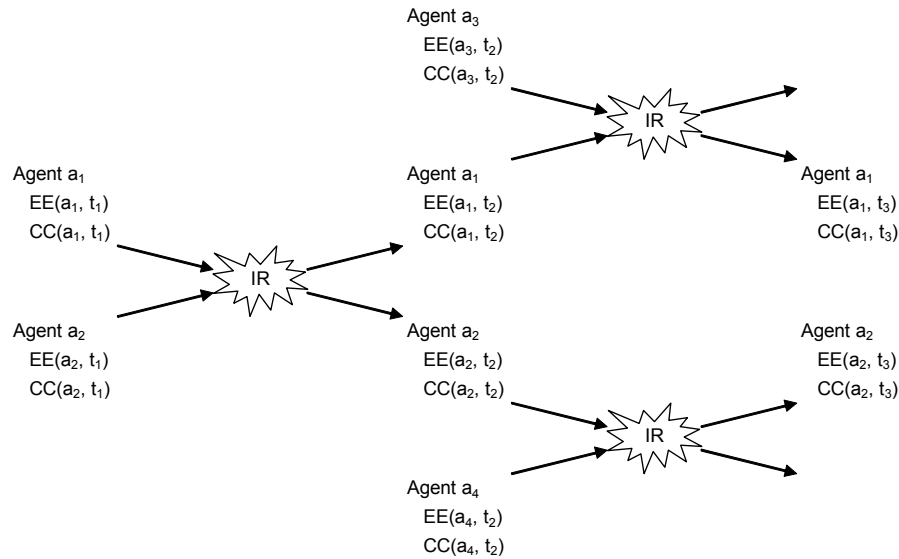 Agent a₃
EE(a₃, t₂)
CC(a₃, t₂)
IR
Agent a₁
EE(a₁, t₁)
CC(a₁, t₁)
Agent a₁
EE(a₁, t₂)
CC(a₁, t₂)
Agent a₁
EE(a₁, t₃)
CC(a₁, t₃)
IR
Agent a₂
EE(a₂, t₁)
CC(a₂, t₁)
Agent a₂
EE(a₂, t₂)
CC(a₂, t₂)
Agent a₂
EE(a₂, t₃)
CC(a₂, t₃)
IR
Agent a₄
EE(a₄, t₂)
CC(a₄, t₂)